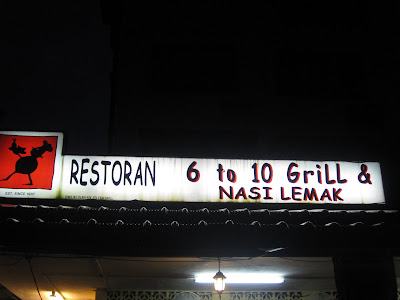 RESTORAN 6 to 10 GriLL &
NASI LEMAK